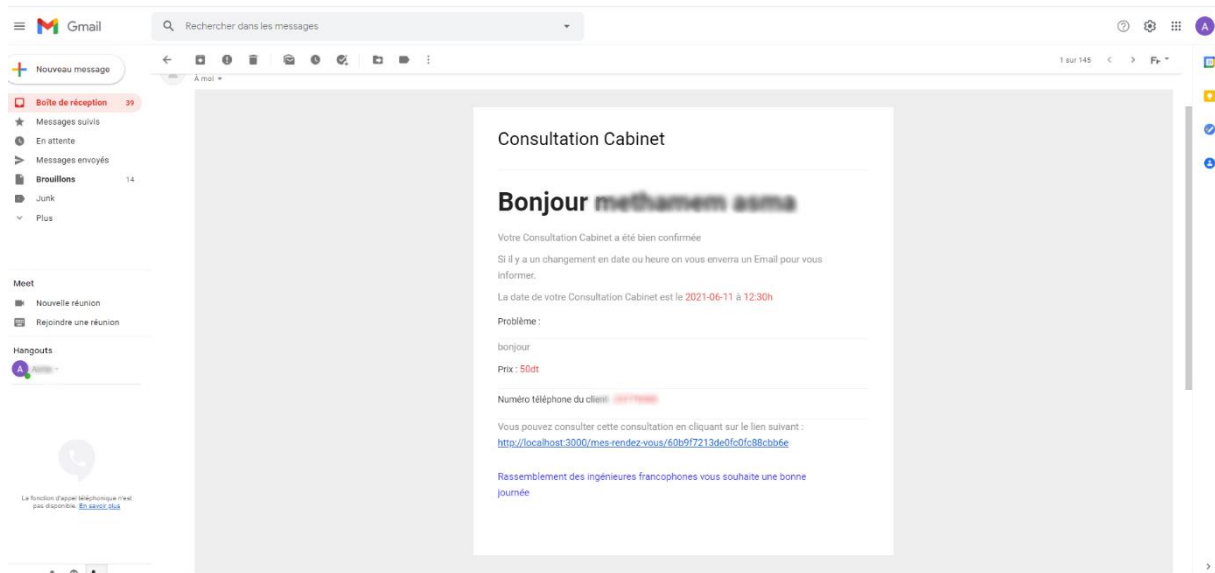 Gmail
Rechercher dans les messages
A
Nouveau message
1 sur 145
Fr
À moi
Boîte de réception 39
Messages suivis
En attente
Messages envoyés
Brouillons 14
Junk
Plus
Meet
Nouvelle réunion
Rejoindre une réunion
Hangouts
A
La fonction d'appel téléphonique n'est
pas disponible. En savoir plus
Consultation Cabinet
Bonjour
Votre Consultation Cabinet a été bien confirmée
Si il y a un changement en date ou heure on vous enverra un Email pour vous
informer.
La date de votre Consultation Cabinet est le 2021-06-11 à 12:30h
Problème :
bonjour
Prix : 50dt
Numéro téléphone du client
Vous pouvez consulter cette consultation en cliquant sur le lien suivant :
http://localhost:3000/mes-rendez-vous/60b9f7213de0fc0fc88cbb6e
Rassemblement des ingénieures francophones vous souhaite une bonne
journée